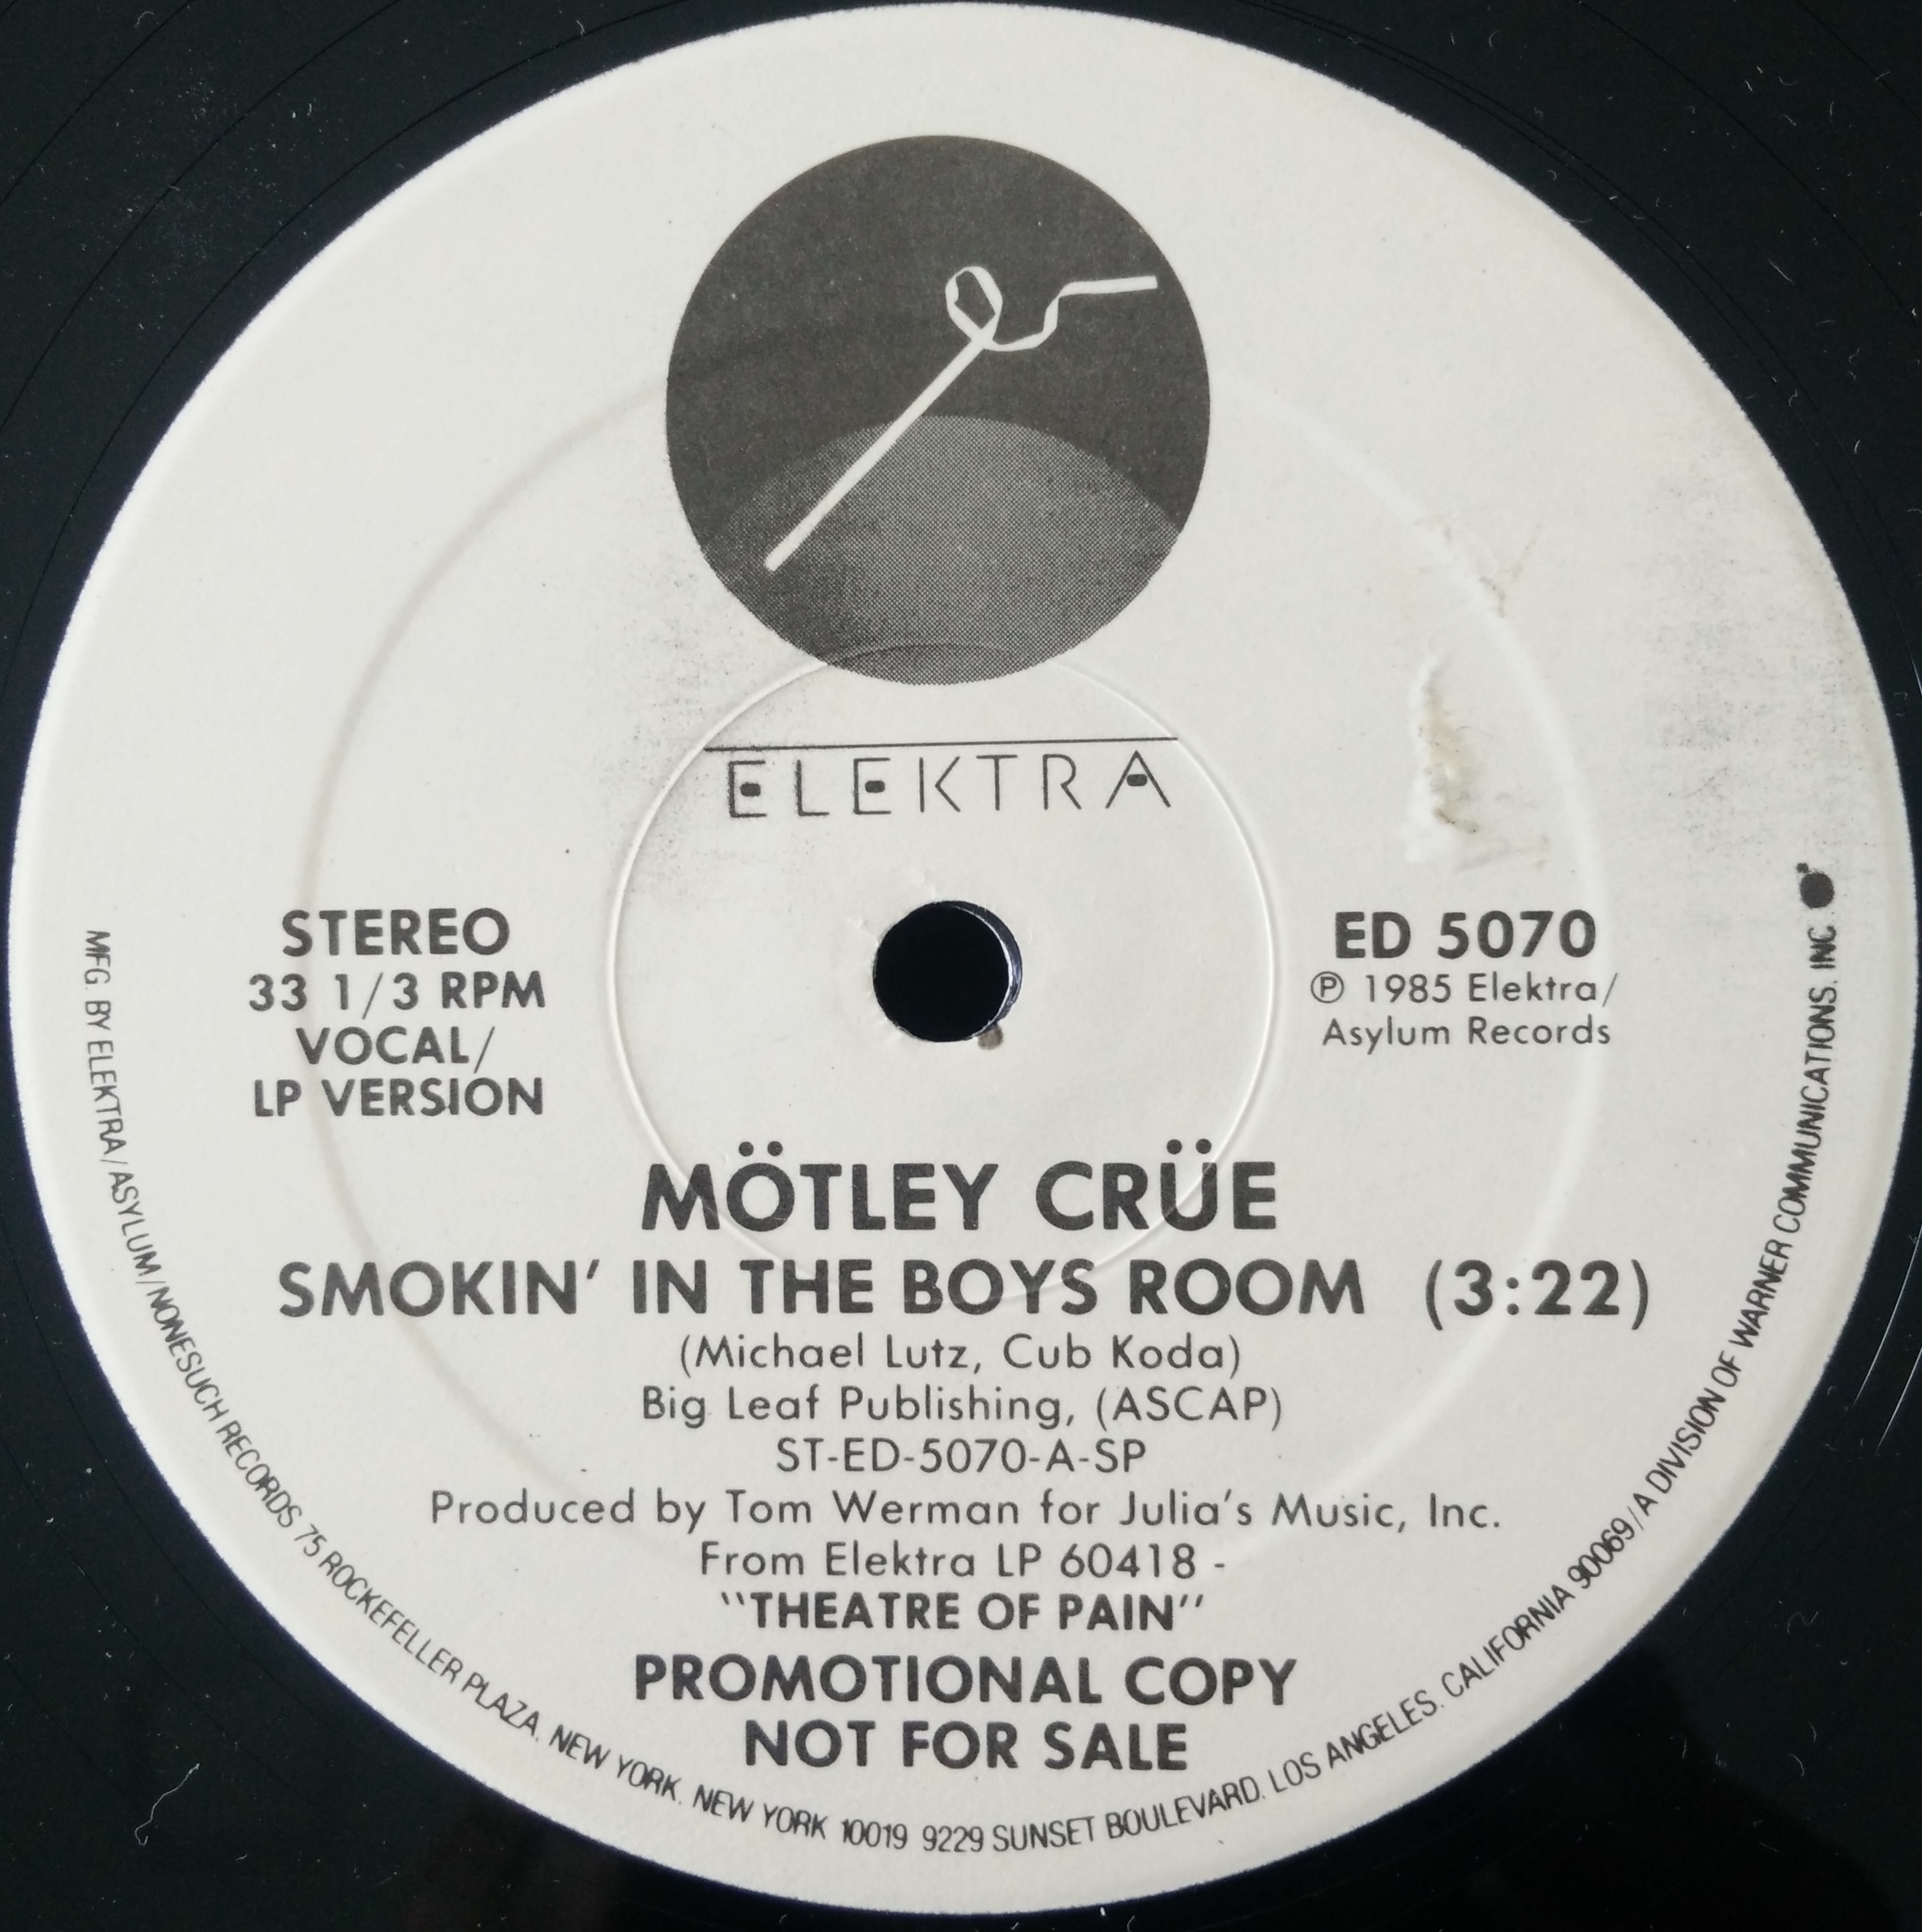 ELEKTRA
STEREO
33 1/3 RPM
VOCAL/
LP VERSION
ED 5070
Ⓟ 1985 Elektra/
Asylum Records
MÖTLEY CRÜE
SMOKIN' IN THE BOYS ROOM (3:22)
(Michael Lutz, Cub Koda)
Big Leaf Publishing, (ASCAP)
ST-ED-5070-A-SP
Produced by Tom Werman for Julia's Music, Inc.
From Elektra LP 60418 -
"THEATRE OF PAIN"
PROMOTIONAL COPY
NOT FOR SALE
MFG. BY ELEKTRA/ASYLUM/NONESUCH RECORDS 75 ROCKEFELLER PLAZA, NEW YORK, NEW YORK 10019 9229 SUNSET BOULEVARD, LOS ANGELES, CALIFORNIA 90069/A DIVISION OF WARNER COMMUNICATIONS, INC.